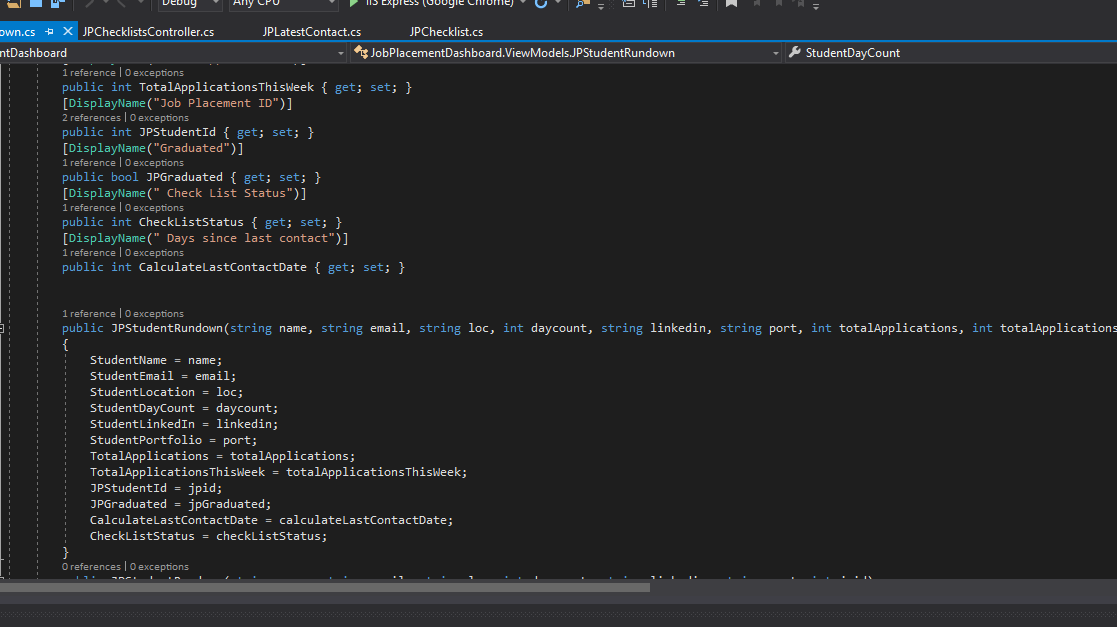 Debug Any CPU IIS Express (Google Chrome)
own.cs JPChecklistsController.cs JPLatestContact.cs JPChecklist.cs
ntDashboard JobPlacementDashboard.ViewModels.JPStudentRundown StudentDayCount
1 reference | 0 exceptions
public int TotalApplicationsThisWeek { get; set; }
[DisplayName("Job Placement ID")]
2 references | 0 exceptions
public int JPStudentId { get; set; }
[DisplayName("Graduated")]
1 reference | 0 exceptions
public bool JPGraduated { get; set; }
[DisplayName(" Check List Status")]
1 reference | 0 exceptions
public int CheckListStatus { get; set; }
[DisplayName(" Days since last contact")]
1 reference | 0 exceptions
public int CalculateLastContactDate { get; set; }
1 reference | 0 exceptions
public JPStudentRundown(string name, string email, string loc, int daycount, string linkedin, string port, int totalApplications, int totalApplications
{
StudentName = name;
StudentEmail = email;
StudentLocation = loc;
StudentDayCount = daycount;
StudentLinkedIn = linkedin;
StudentPortfolio = port;
TotalApplications = totalApplications;
TotalApplicationsThisWeek = totalApplicationsThisWeek;
JPStudentId = jpid;
JPGraduated = jpGraduated;
CalculateLastContactDate = calculateLastContactDate;
CheckListStatus = checkListStatus;
}
0 references | 0 exceptions